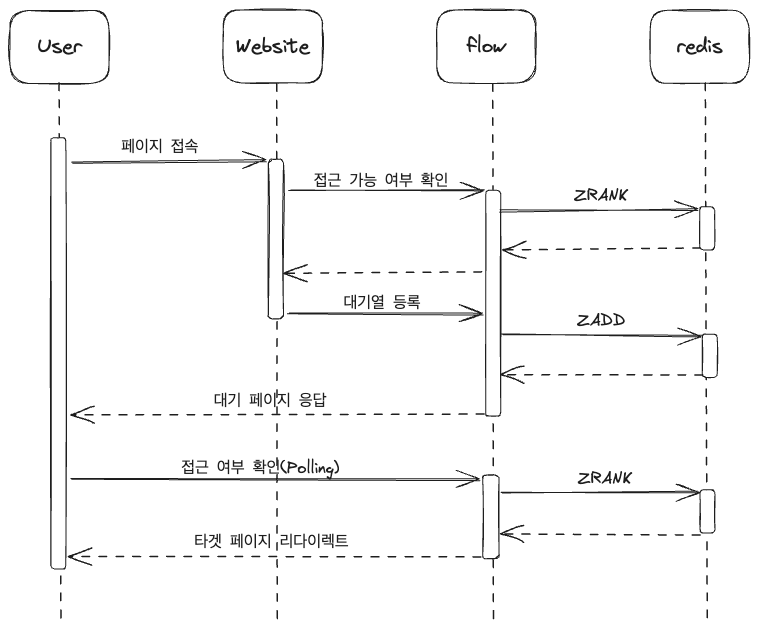 User
Website
flow
redis
페이지 접속
접근 가능 여부 확인
ZRANK
대기열 등록
ZADD
대기 페이지 응답
접근 여부 확인(Polling)
ZRANK
타겟 페이지 리다이렉트